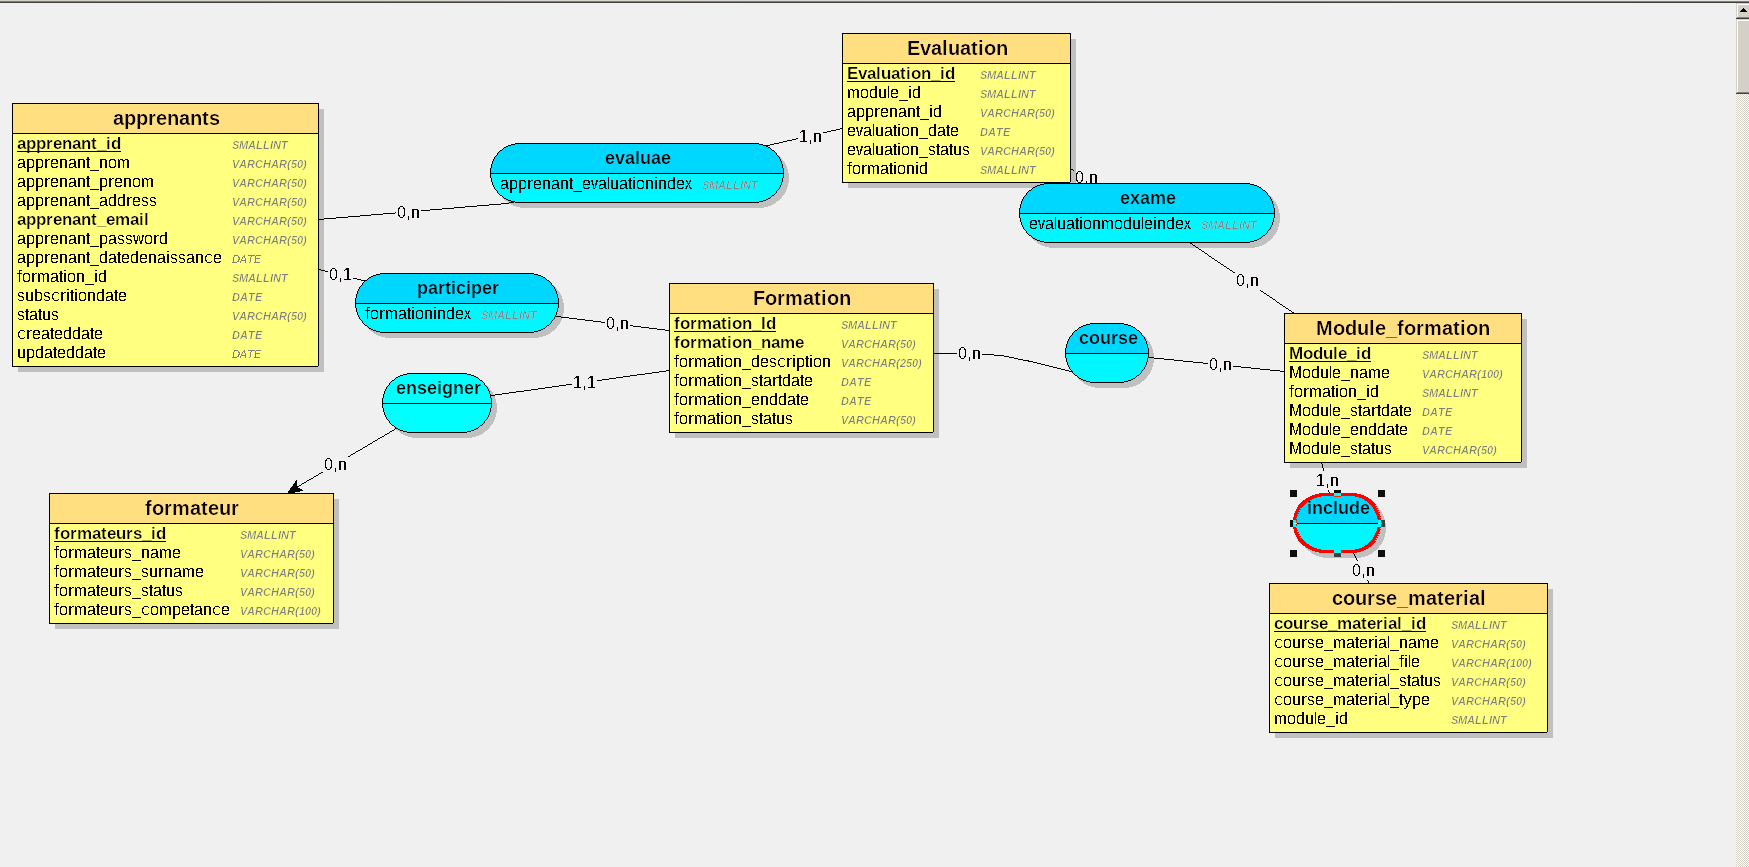 apprenants
apprenant_id SMALLINT
apprenant_nom VARCHAR(50)
apprenant_prenom VARCHAR(50)
apprenant_address VARCHAR(50)
apprenant_email VARCHAR(50)
apprenant_password VARCHAR(50)
apprenant_datedenaissance DATE
formation_id SMALLINT
subscritiondate DATE
status VARCHAR(50)
createddate DATE
updateddate DATE
evaluae
apprenant_evaluationindex SMALLINT
1,n
0,n
Evaluation
Evaluation_id SMALLINT
module_id SMALLINT
apprenant_id VARCHAR(50)
evaluation_date DATE
evaluation_status VARCHAR(50)
formationid SMALLINT
0,n
exame
evaluationmoduleindex SMALLINT
0,n
0,1
participer
formationindex SMALLINT
0,n
Formation
formation_Id SMALLINT
formation_name VARCHAR(50)
formation_description VARCHAR(250)
formation_startdate DATE
formation_enddate DATE
formation_status VARCHAR(50)
0,n
course
0,n
Module_formation
Module_id SMALLINT
Module_name VARCHAR(100)
formation_id SMALLINT
Module_startdate DATE
Module_enddate DATE
Module_status VARCHAR(50)
enseigner
1,1
0,n
formateur
formateurs_id SMALLINT
formateurs_name VARCHAR(50)
formateurs_surname VARCHAR(50)
formateurs_status VARCHAR(50)
formateurs_competance VARCHAR(100)
1,n
include
0,n
course_material
course_material_id SMALLINT
course_material_name VARCHAR(50)
course_material_file VARCHAR(100)
course_material_status VARCHAR(50)
course_material_type VARCHAR(50)
module_id SMALLINT